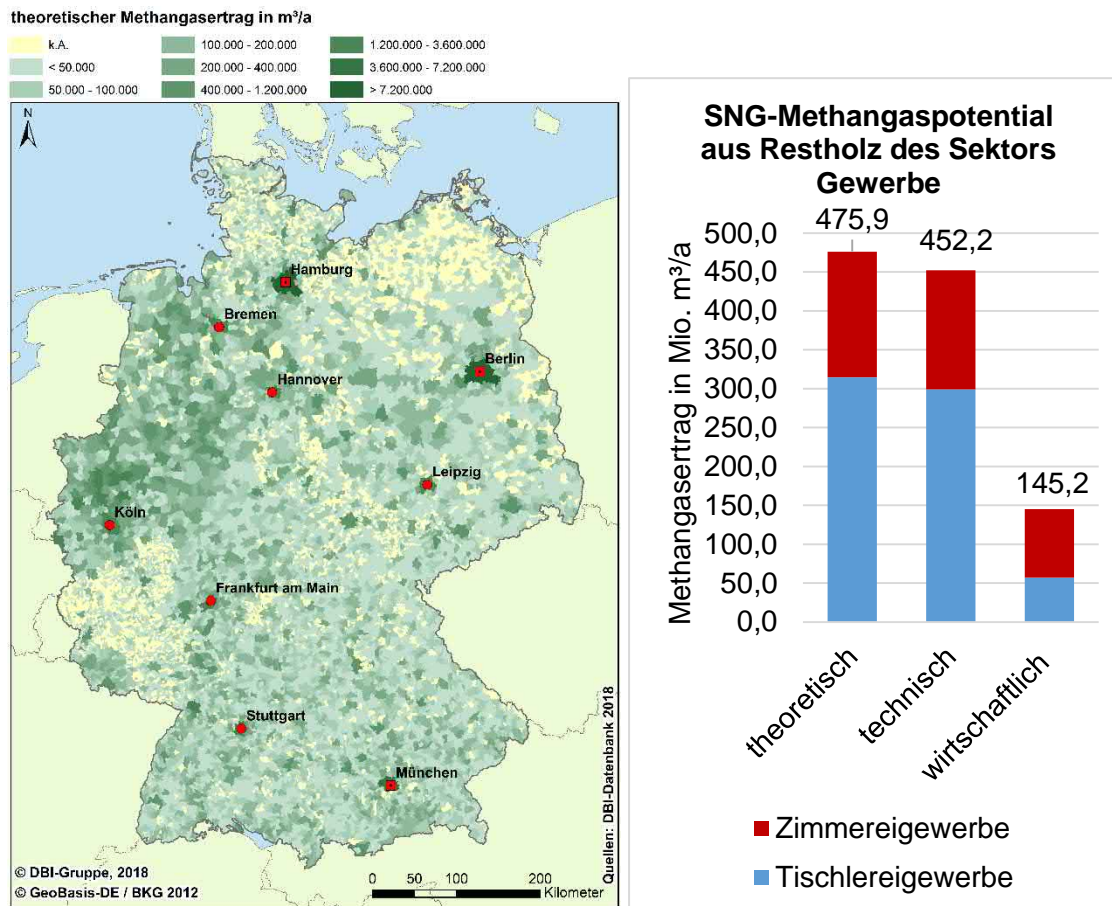 theoretischer Methangasertrag in m³/a
k.A.
< 50.000
50.000 - 100.000
100.000 - 200.000
200.000 - 400.000
400.000 - 1.200.000
1.200.000 - 3.600.000
3.600.000 - 7.200.000
> 7.200.000
N
Hamburg
Bremen
Berlin
Hannover
Leipzig
Köln
Frankfurt am Main
Stuttgart
München
Quellen: DBI-Datenbank 2018
© DBI-Gruppe, 2018
© GeoBasis-DE / BKG 2012
0 50 100 200
Kilometer
SNG-Methangaspotential
aus Restholz des Sektors
Gewerbe
Methangasertrag in Mio. m³/a
500,0
450,0
400,0
350,0
300,0
250,0
200,0
150,0
100,0
50,0
0,0
475,9
452,2
145,2
theoretisch
technisch
wirtschaftlich
Zimmereigewerbe
Tischlereigewerbe